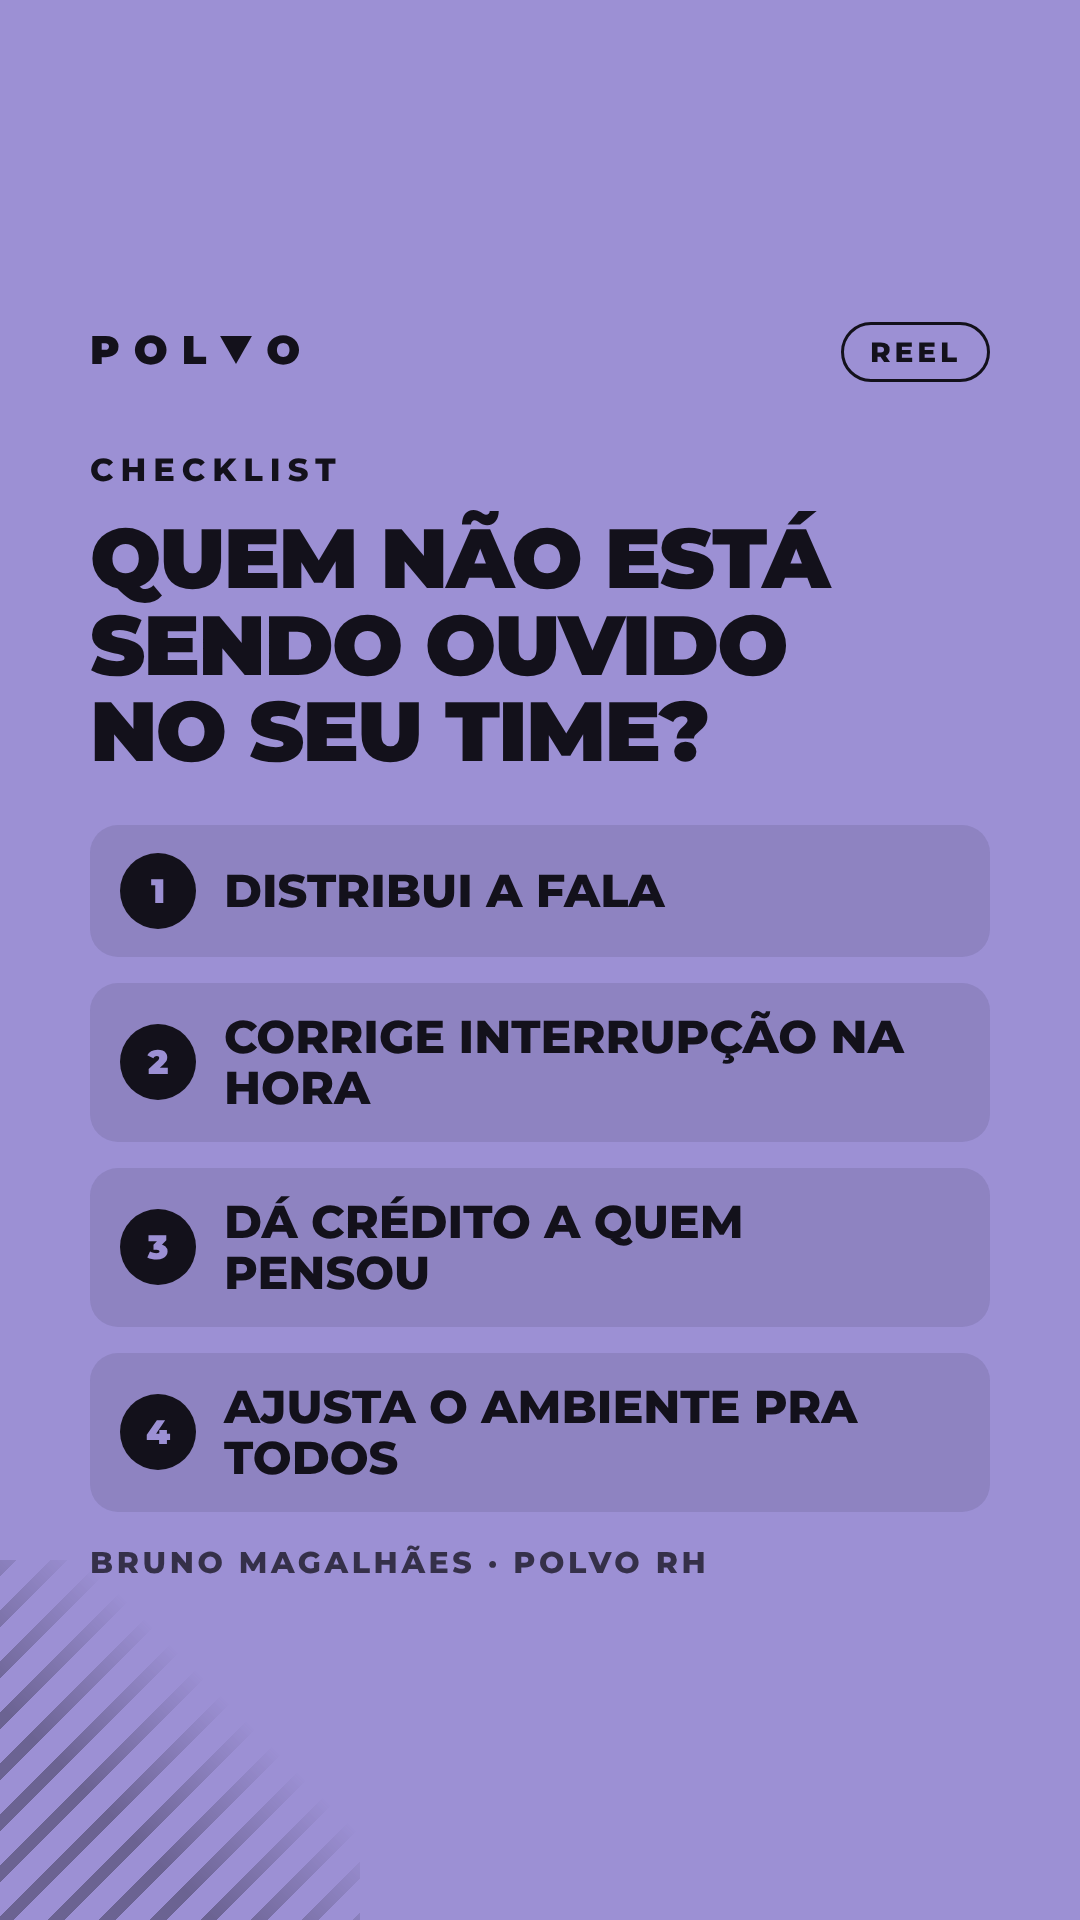 POLVO
REEL
CHECKLIST
QUEM NÃO ESTÁ
SENDO OUVIDO
NO SEU TIME?
1 DISTRIBUI A FALA
2 CORRIGE INTERRUPÇÃO NA
HORA
3 DÁ CRÉDITO A QUEM
PENSOU
4 AJUSTA O AMBIENTE PRA
TODOS
BRUNO MAGALHÃES • POLVO RH